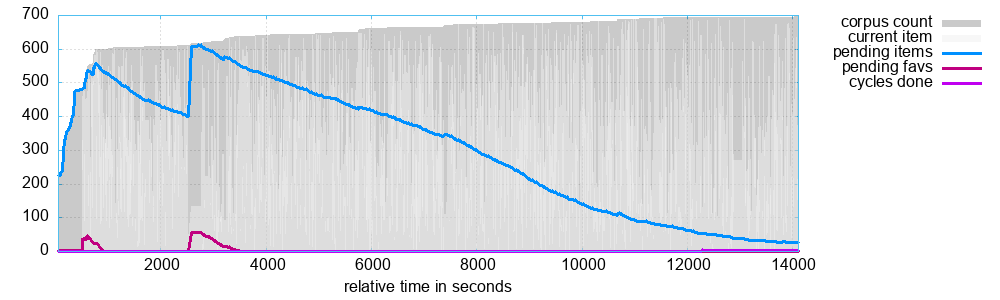 700
600
500
400
300
200
100
0
2000 4000 6000 8000 10000 12000 14000
relative time in seconds
corpus count
current item
pending items
pending favs
cycles done